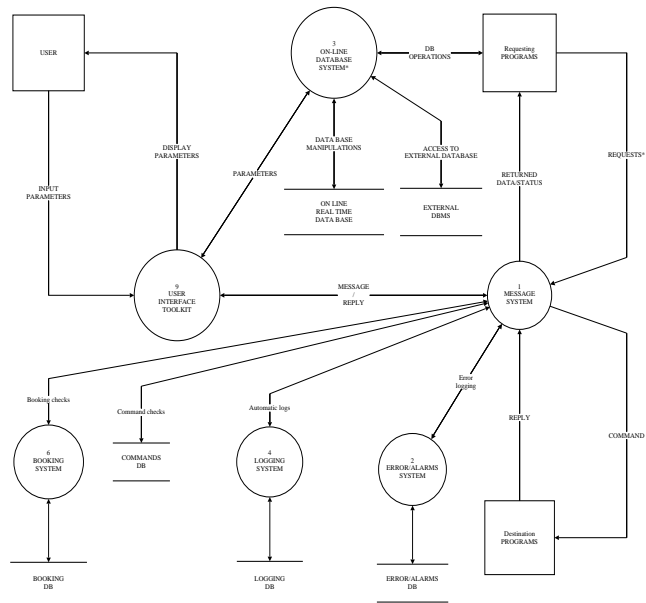 USER
3
ON-LINE
DATABASE
SYSTEM*
DB
OPERATIONS
Requesting
PROGRAMS
DISPLAY
PARAMETERS
DATA BASE
MANIPULATIONS
ACCESS TO
EXTERNAL DATABASE
REQUESTS*
PARAMETERS
RETURNED
DATA/STATUS
INPUT
PARAMETERS
ON LINE
REAL TIME
DATA BASE
EXTERNAL
DBMS
9
USER
INTERFACE
TOOLKIT
MESSAGE
/
REPLY
1
MESSAGE
SYSTEM
Error
logging
Booking checks
Command checks
Automatic logs
REPLY
COMMAND
6
BOOKING
SYSTEM
COMMANDS
DB
4
LOGGING
SYSTEM
2
ERROR/ALARMS
SYSTEM
Destination
PROGRAMS
BOOKING
DB
LOGGING
DB
ERROR/ALARMS
DB